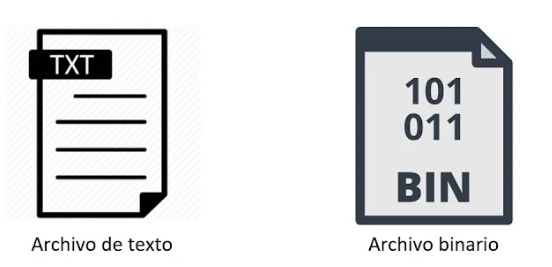 TXT
Archivo de texto
101
011
BIN
Archivo binario